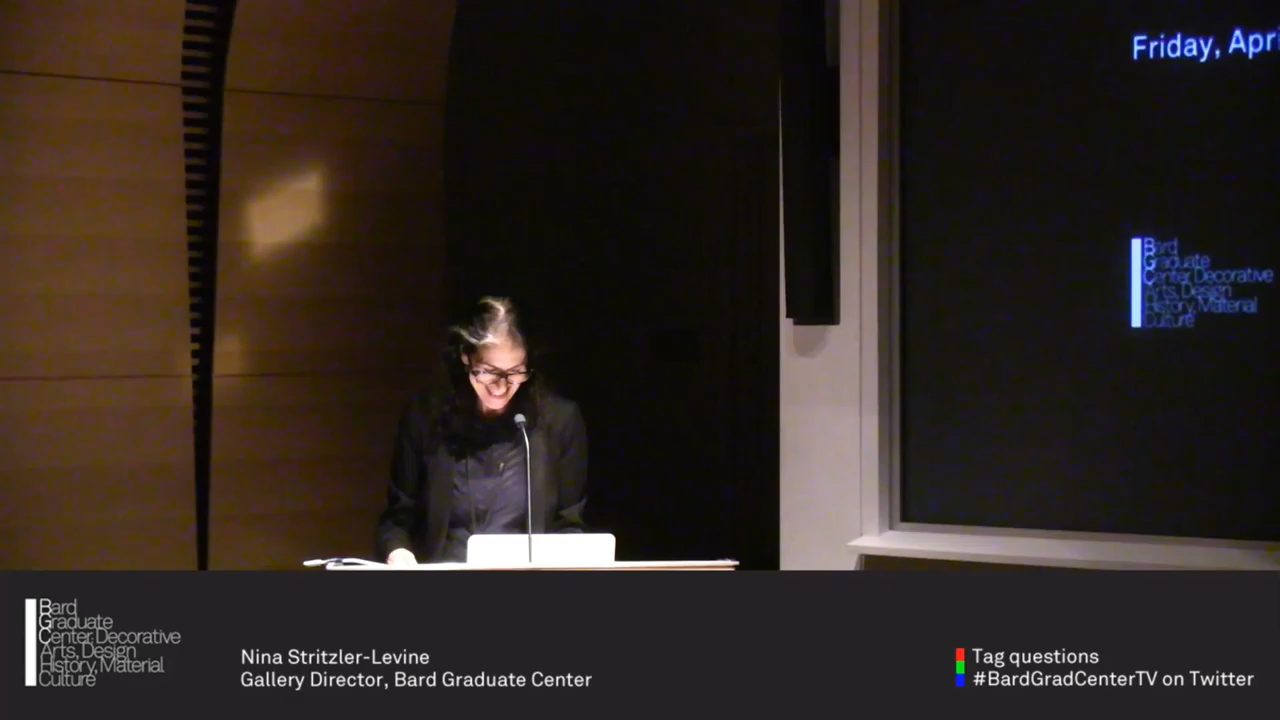 Friday, Apri
Bard
Graduate
Center Decorative
Arts, Design
History, Material
Culture
Bard
Graduate
Center Decorative
Arts, Design
History, Material
Culture
Nina Stritzler-Levine
Gallery Director, Bard Graduate Center
Tag questions
#BardGradCenterTV on Twitter